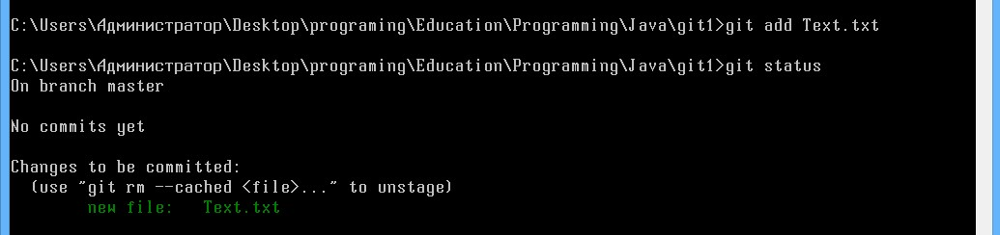 C:\Users\Администратор\Desktop\programing\Education\Programming\Java\git1>git add Text.txt
C:\Users\Администратор\Desktop\programing\Education\Programming\Java\git1>git status
On branch master
No commits yet
Changes to be committed:
(use "git rm --cached <file>..." to unstage)
new file: Text.txt